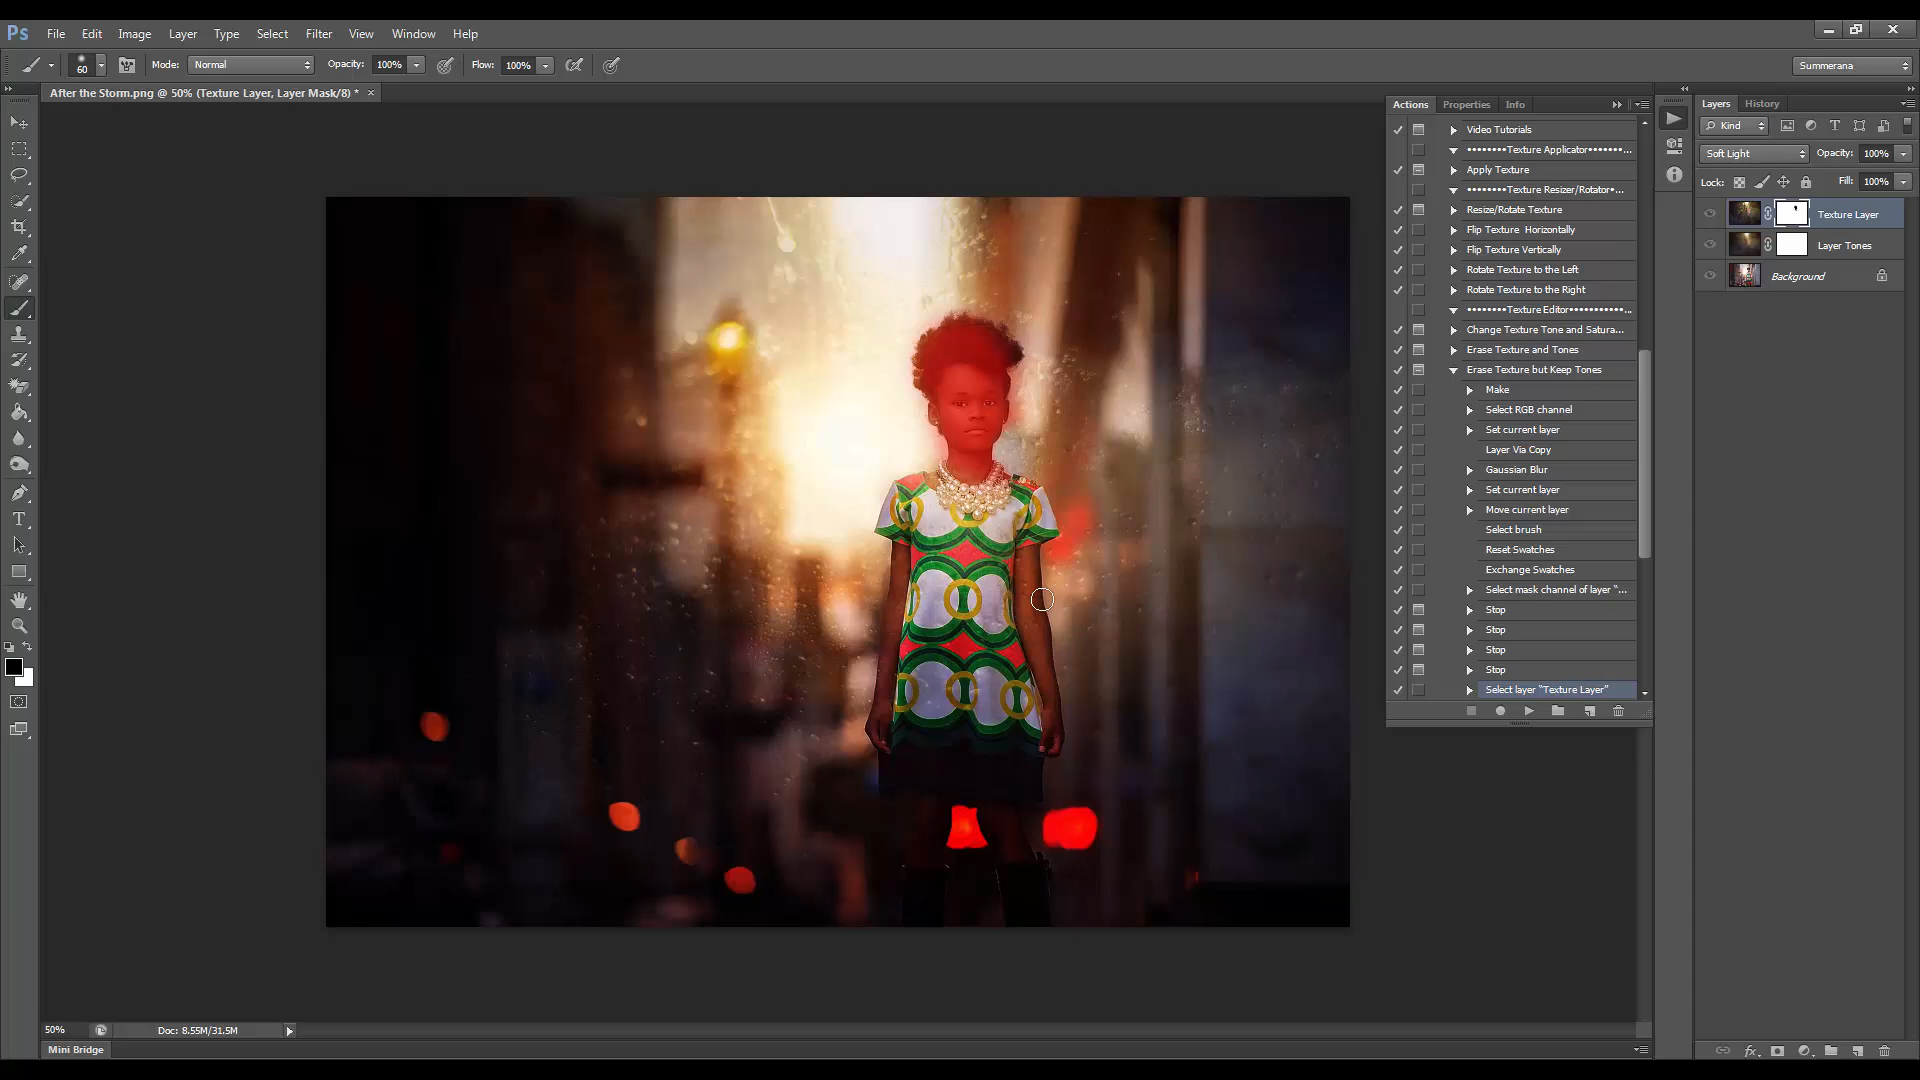 Ps File Edit Image Layer Type Select Filter View Window Help
60 Mode: Normal Opacity: 100% Flow: 100% Summerana
After the Storm.png @ 50% (Texture Layer, Layer Mask/8) * ×
Actions Properties Info
Video Tutorials
••••••••Texture Applicator•••••••...
Apply Texture
••••••••Texture Resizer/Rotator•...
Resize/Rotate Texture
Flip Texture Horizontally
Flip Texture Vertically
Rotate Texture to the Left
Rotate Texture to the Right
••••••••Texture Editor•••••••••••...
Change Texture Tone and Satura...
Erase Texture and Tones
Erase Texture but Keep Tones
Make
Select RGB channel
Set current layer
Layer Via Copy
Gaussian Blur
Set current layer
Move current layer
Select brush
Reset Swatches
Exchange Swatches
Select mask channel of layer "...
Stop
Stop
Stop
Stop
Select layer "Texture Layer"
Layers History
Kind
Soft Light Opacity: 100%
Lock: Fill: 100%
Texture Layer
Layer Tones
Background
50% Doc: 8.55M/31.5M
Mini Bridge